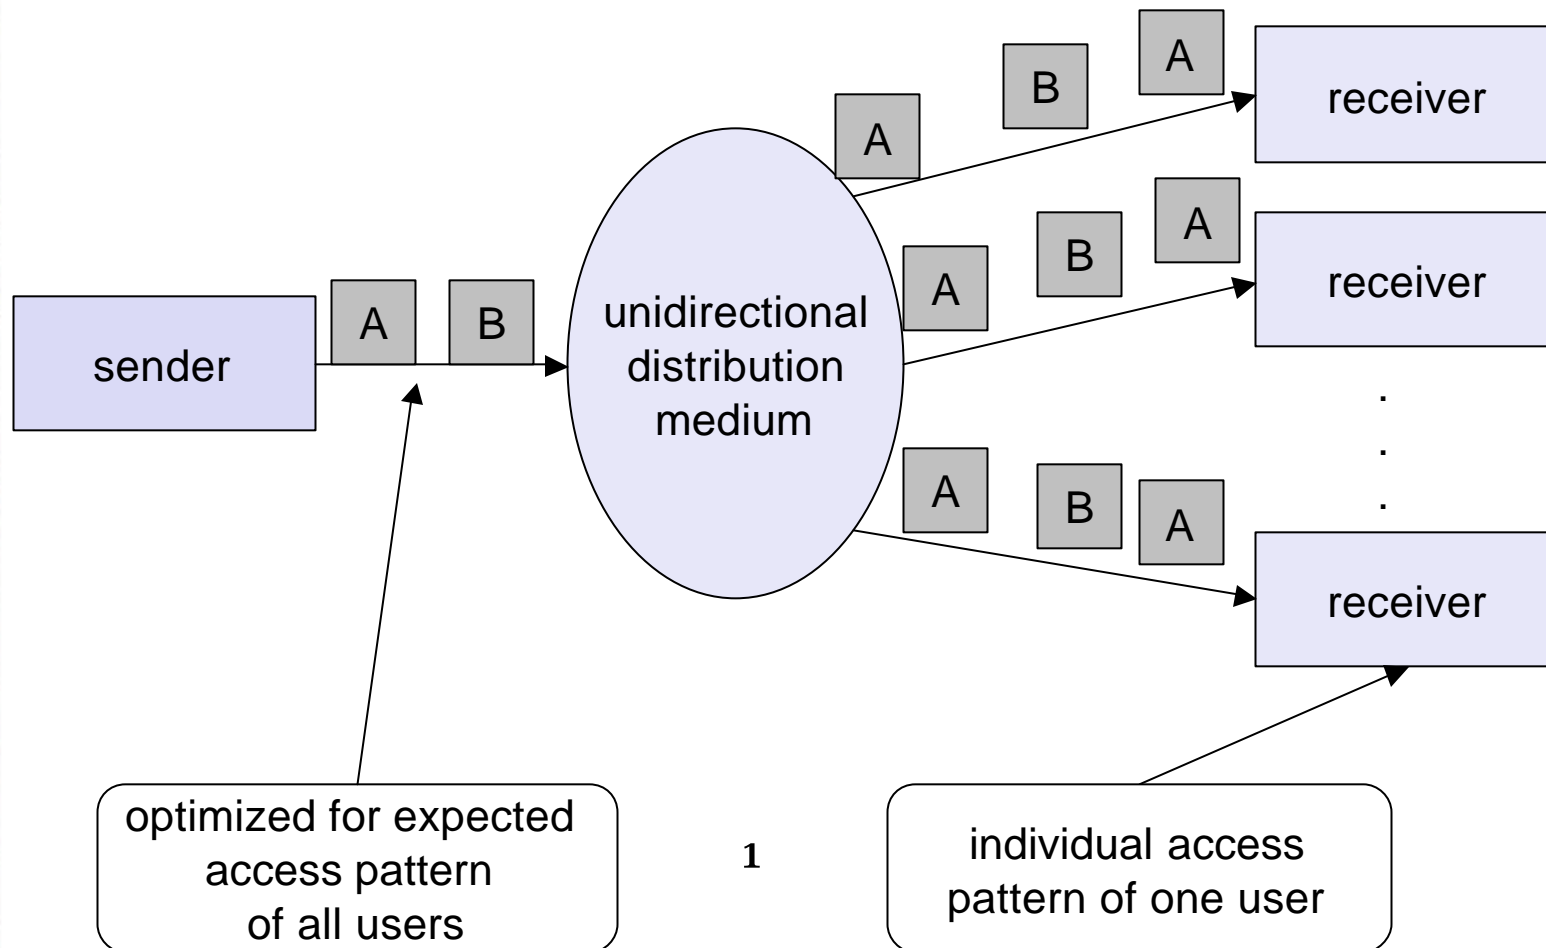 A
B
A
receiver
A
B
A
receiver
A
B
sender
unidirectional
distribution
medium
.
.
.
A
B
A
receiver
optimized for expected
access pattern
of all users
1
individual access
pattern of one user